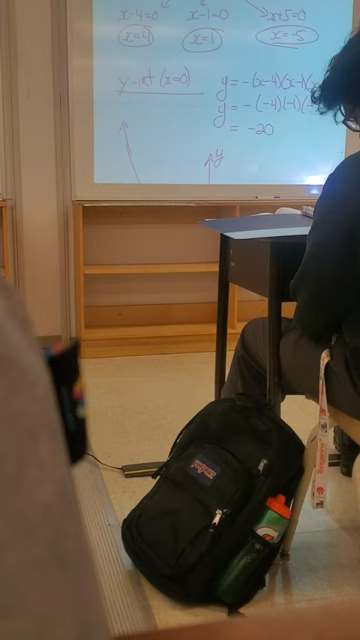 x-4=0 x-1=0 x+5=0
x=4 x=1 x=-5
y-int (x=0) y=-(x-4)(x-1)(x
y=-(-4)(-1)(
= -20
y
JANSPORT